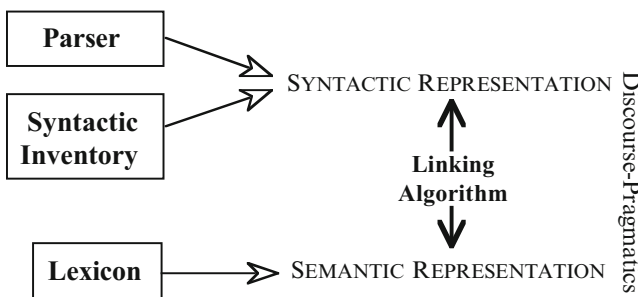 Parser
SYNTACTIC REPRESENTATION
Syntactic
Inventory
Linking
Algorithm
Lexicon
SEMANTIC REPRESENTATION
Discourse-Pragmatics